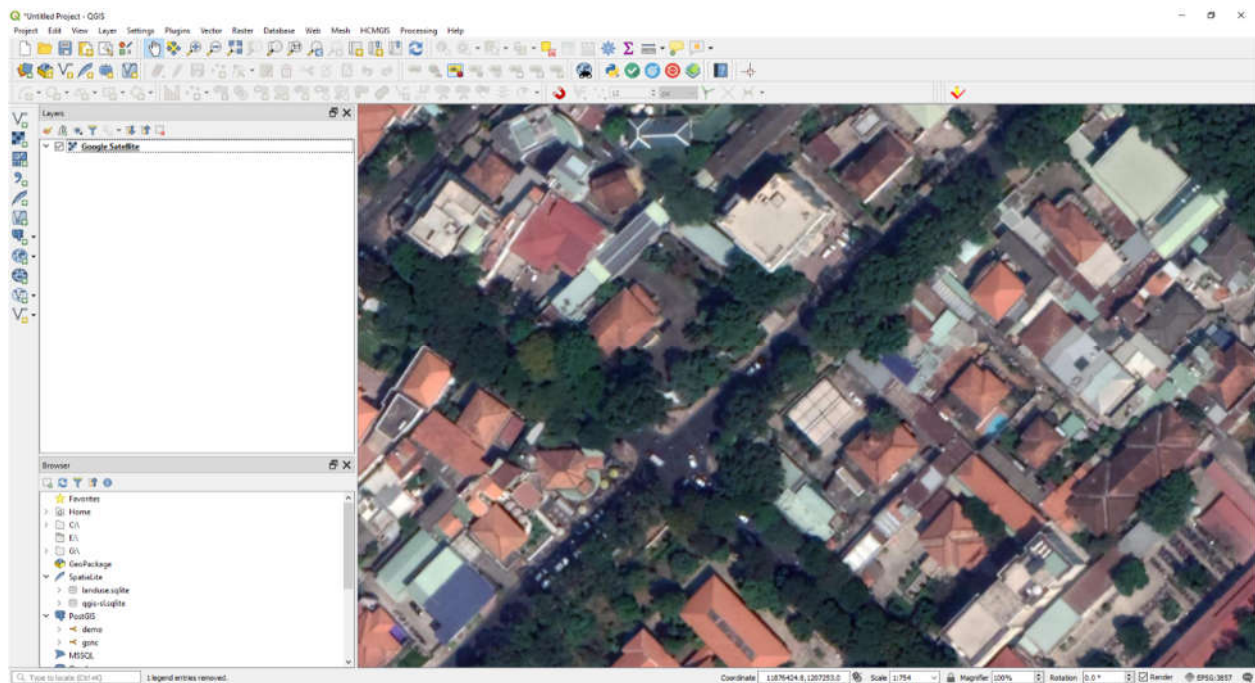 *Untitled Project - QGIS
Project Edit View Layer Settings Plugins Vector Raster Database Web Mesh HCMGIS Processing Help
Layers
Google Satellite
Browser
Favorites
Home
C:\
E:\
G:\
GeoPackage
SpatiaLite
landuse.sqlite
qgis-sl.sqlite
PostGIS
demo
gsnc
MSSQL
Type to locate (Ctrl+K) 1 legend entries removed. Coordinate 11876424.8,1207253.0 Scale 1:754 Magnifier 100% Rotation 0.0 ° Render EPSG:3857